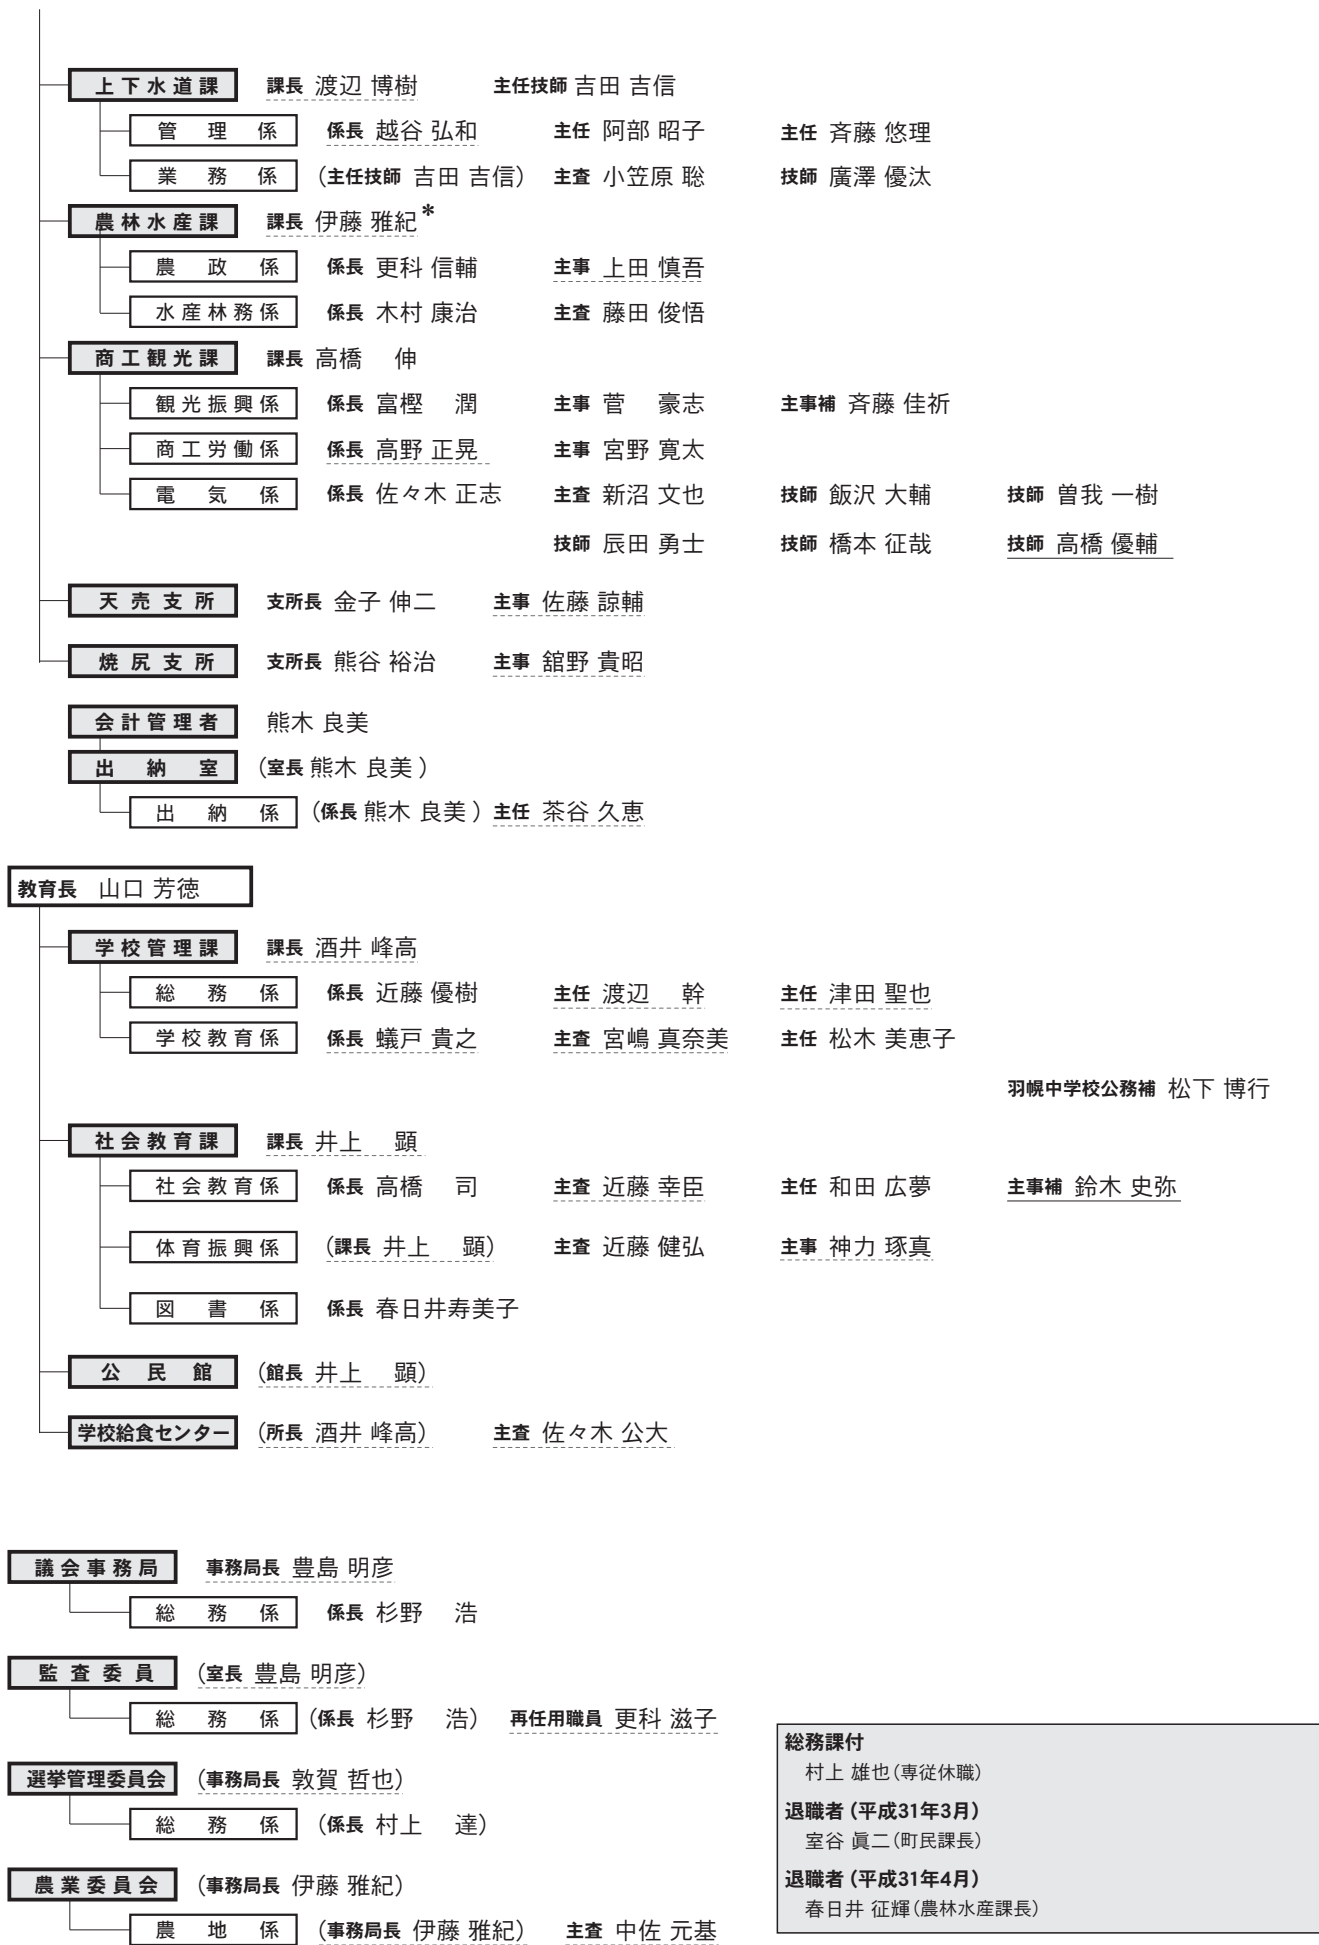 上下水道課 課長 渡辺 博樹 主任技師 吉田 吉信
管理係 係長 越谷 弘和 主任 阿部 昭子 主任 斉藤 悠理
業務係 (主任技師 吉田 吉信) 主査 小笠原 聡 技師 廣澤 優汰
農林水産課 課長 伊藤 雅紀*
農政係 係長 更科 信輔 主事 上田 慎吾
水産林務係 係長 木村 康治 主査 藤田 俊悟
商工観光課 課長 高橋 伸
観光振興係 係長 富樫 潤 主事 菅 豪志 主事補 斉藤 佳祈
商工労働係 係長 高野 正晃 主事 宮野 寛太
電気係 係長 佐々木 正志 主査 新沼 文也 技師 飯沢 大輔 技師 曽我 一樹
技師 辰田 勇士 技師 橋本 征哉 技師 高橋 優輔
天売支所 支所長 金子 伸二 主事 佐藤 諒輔
焼尻支所 支所長 熊谷 裕治 主事 舘野 貴昭
会計管理者 熊木 良美
出納室 (室長 熊木 良美)
出納係 (係長 熊木 良美) 主任 茶谷 久恵
教育長 山口 芳徳
学校管理課 課長 酒井 峰高
総務係 係長 近藤 優樹 主任 渡辺 幹 主任 津田 聖也
学校教育係 係長 蟻戸 貴之 主査 宮嶋 真奈美 主任 松木 美恵子
羽幌中学校公務補 松下 博行
社会教育課 課長 井上 顕
社会教育係 係長 高橋 司 主査 近藤 幸臣 主任 和田 広夢 主事補 鈴木 史弥
体育振興係 (課長 井上 顕) 主査 近藤 健弘 主事 神力 琢真
図書係 係長 春日井寿美子
公民館 (館長 井上 顕)
学校給食センター (所長 酒井 峰高) 主査 佐々木 公大
議会事務局 事務局長 豊島 明彦
総務係 係長 杉野 浩
監査委員 (室長 豊島 明彦)
総務係 (係長 杉野 浩) 再任用職員 更科 滋子
選挙管理委員会 (事務局長 敦賀 哲也)
総務係 (係長 村上 達)
農業委員会 (事務局長 伊藤 雅紀)
農地係 (事務局長 伊藤 雅紀) 主査 中佐 元基
総務課付
村上 雄也(専従休職)
退職者 (平成31年3月)
室谷 眞二(町民課長)
退職者 (平成31年4月)
春日井 征輝(農林水産課長)